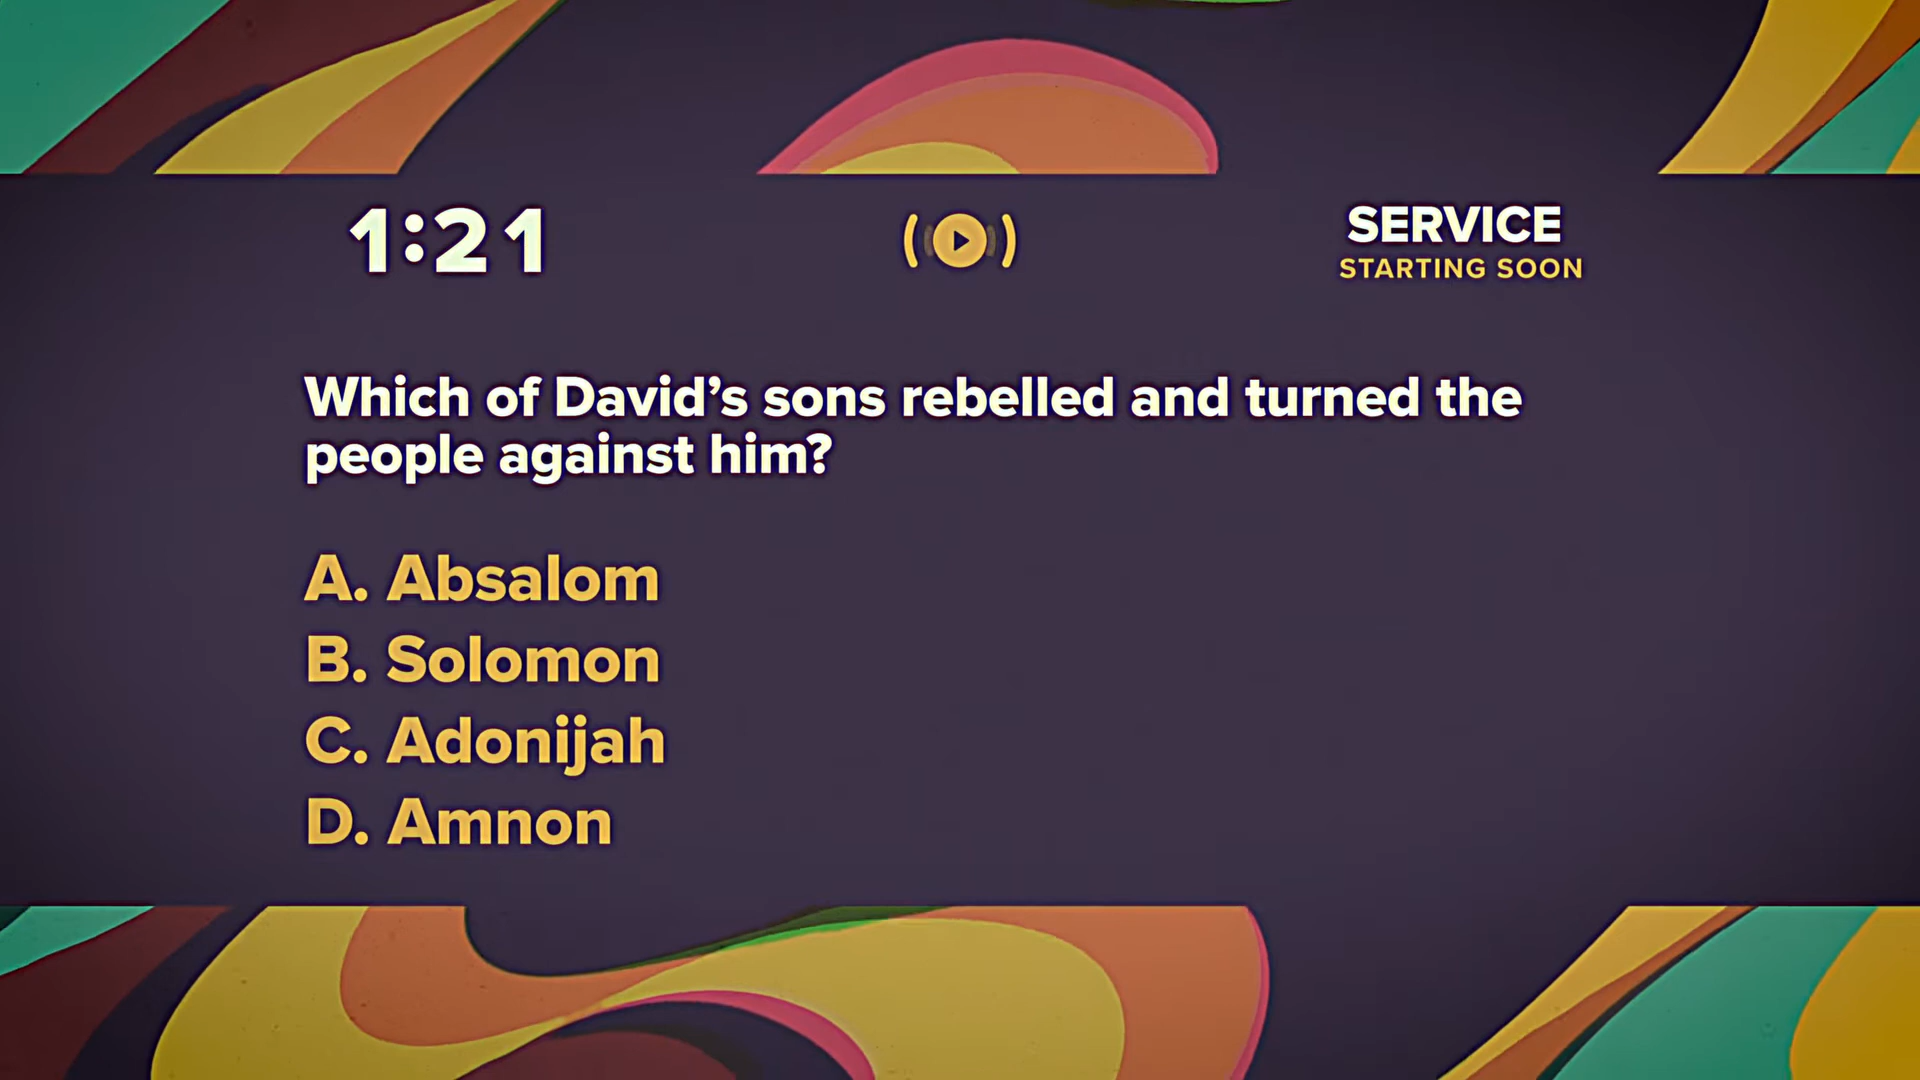 1:21
SERVICE
STARTING SOON
Which of David’s sons rebelled and turned the
people against him?
A. Absalom
B. Solomon
C. Adonijah
D. Amnon